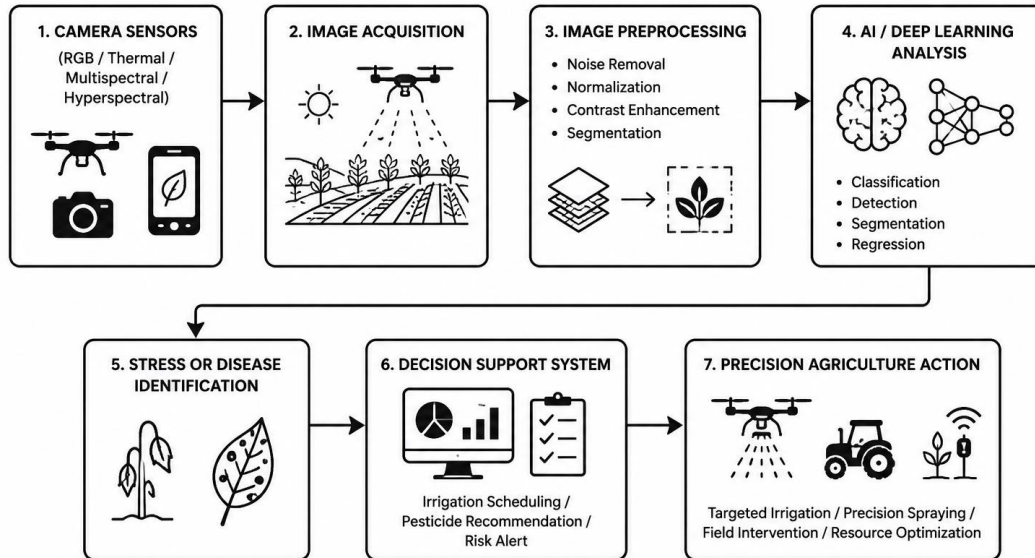 1. CAMERA SENSORS
(RGB / Thermal /
Multispectral /
Hyperspectral)
2. IMAGE ACQUISITION
3. IMAGE PREPROCESSING
• Noise Removal
• Normalization
• Contrast Enhancement
• Segmentation
4. AI / DEEP LEARNING
ANALYSIS
• Classification
• Detection
• Segmentation
• Regression
5. STRESS OR DISEASE
IDENTIFICATION
6. DECISION SUPPORT SYSTEM
Irrigation Scheduling /
Pesticide Recommendation /
Risk Alert
7. PRECISION AGRICULTURE ACTION
Targeted Irrigation / Precision Spraying /
Field Intervention / Resource Optimization